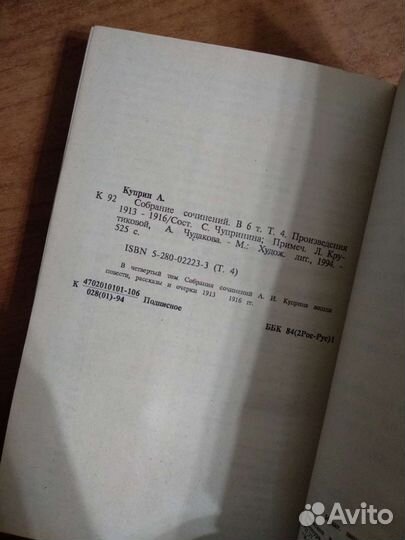 Куприн А.
К 92 Собрание сочинений. В 6 т. Т. 4. Произведения
1913 - 1916/Сост. С. Чупринина; Примеч. Л. Кру-
тиковой, А. Чудакова. - М.: Худож. лит., 1994. -
525 с.
ISBN 5-280-02223-3 (Т. 4)
В четвертый том Собрания сочинений А. И. Куприна вошли
повести, рассказы и очерки 1913 1916 гг.
К 4702010101-106
028(01)-94 Подписное
ББК 84(2Рос-Рус)1
Avito